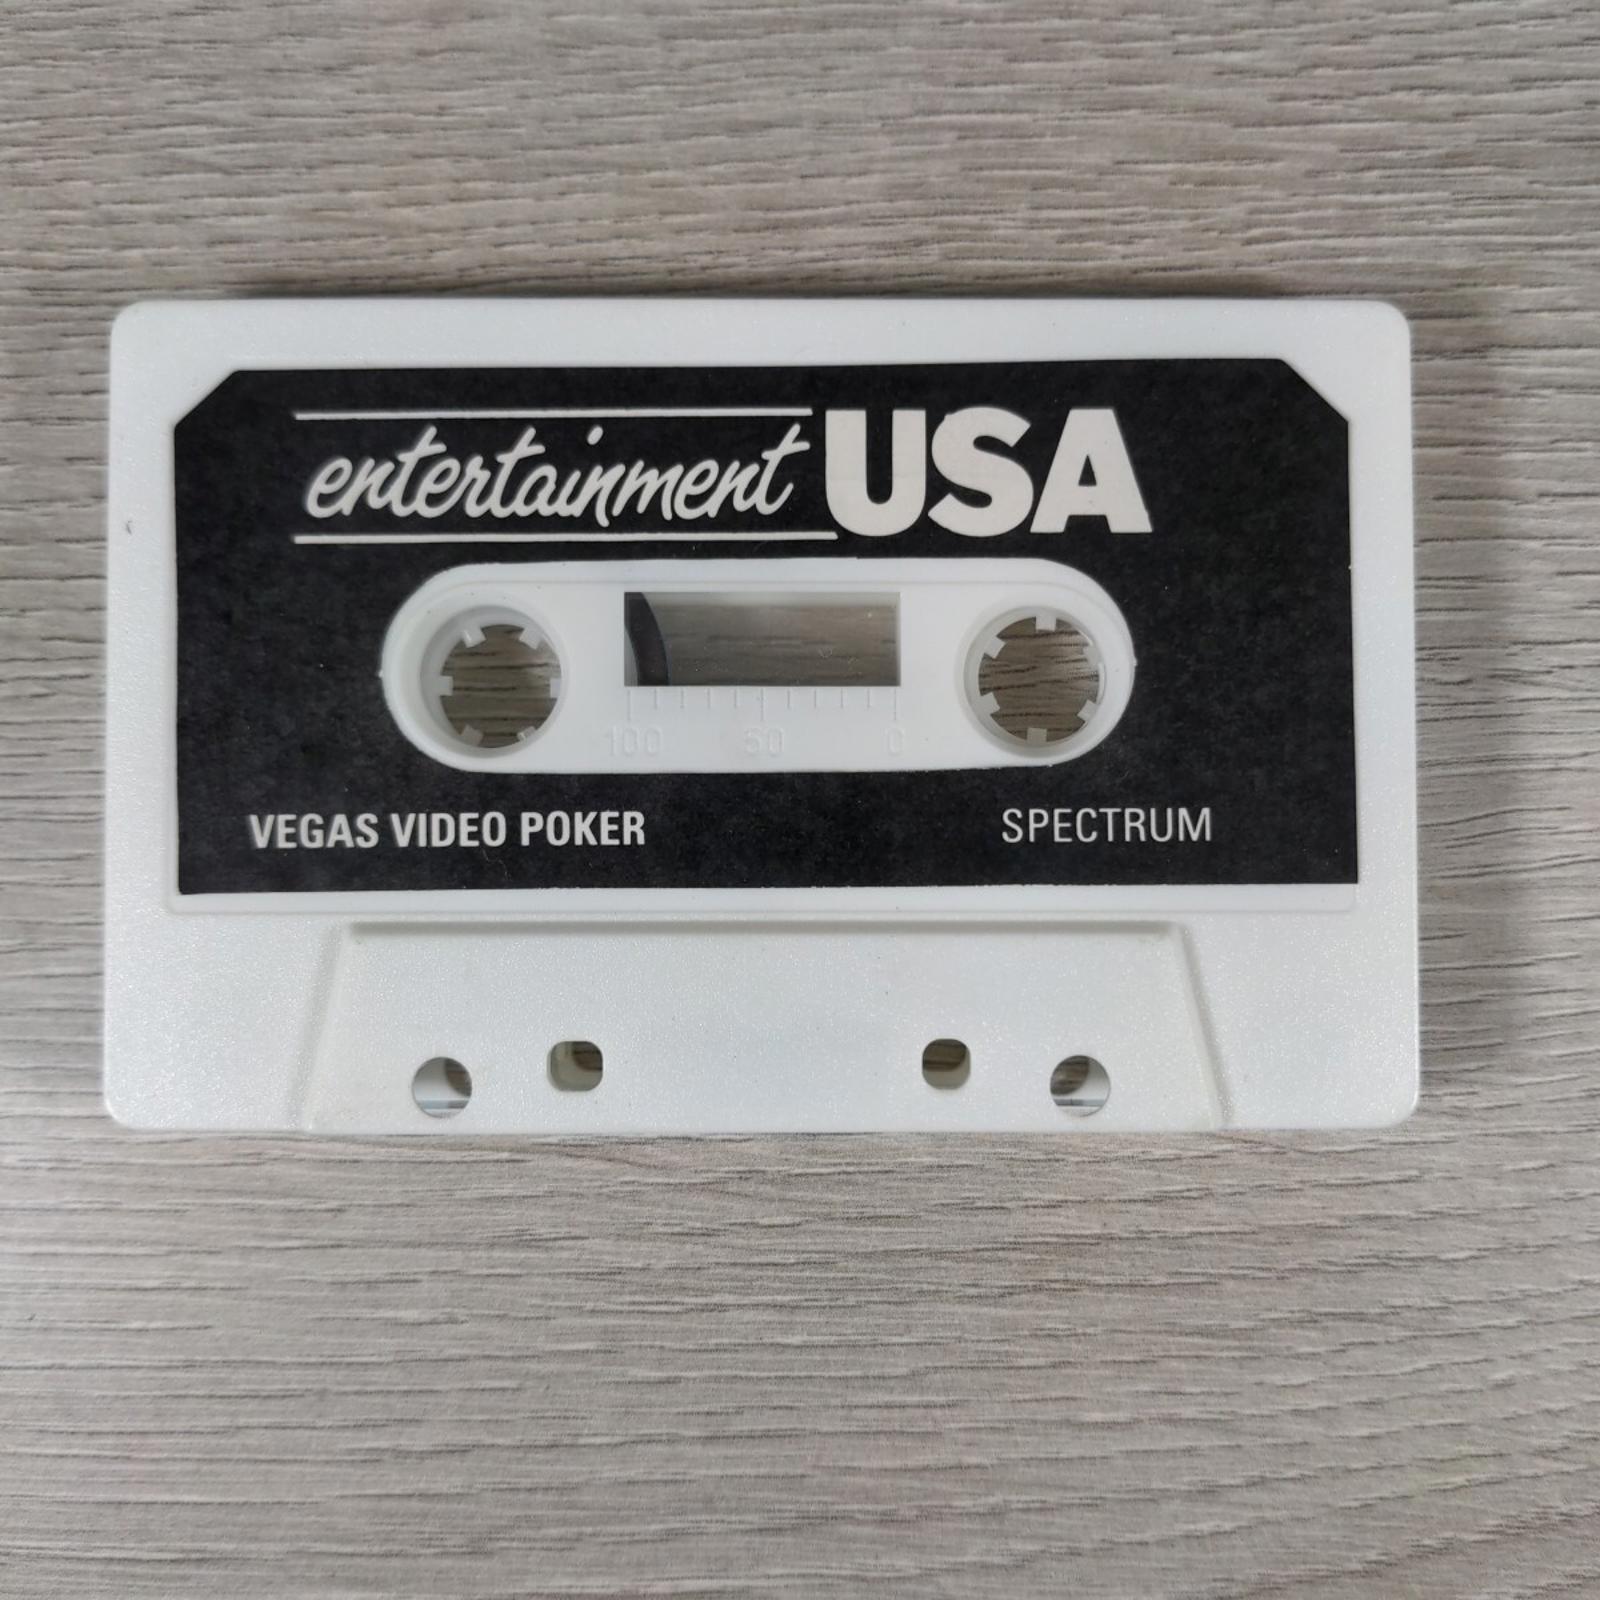 entertainment USA
100 50 0
VEGAS VIDEO POKER SPECTRUM